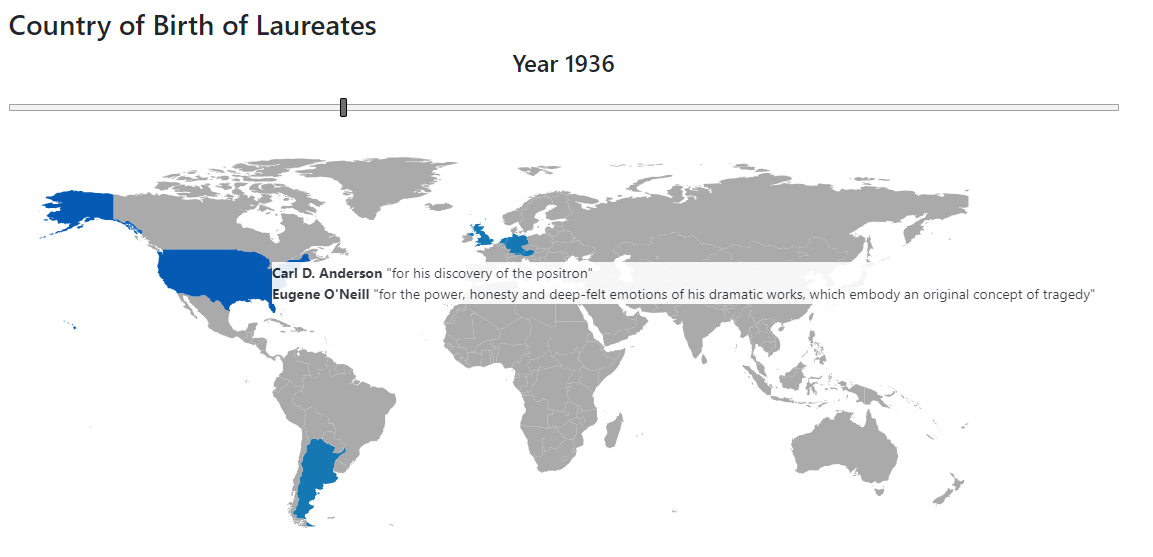 Country of Birth of Laureates
Year 1936
Carl D. Anderson "for his discovery of the positron"
Eugene O'Neill "for the power, honesty and deep-felt emotions of his dramatic works, which embody an original concept of tragedy"